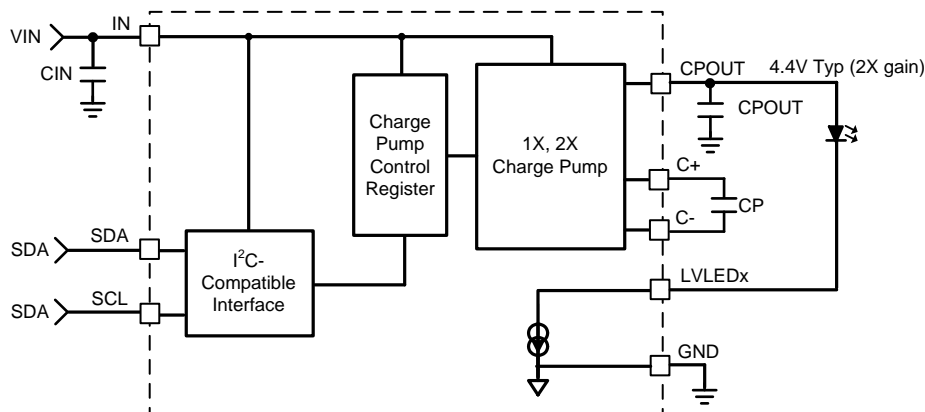 VIN
IN
CIN
CPOUT
4.4V Typ (2X gain)
CPOUT
Charge
Pump
Control
Register
1X, 2X
Charge Pump
C+
CP
C-
SDA
SDA
I²C-
Compatible
Interface
LVLEDx
SDA
SCL
GND